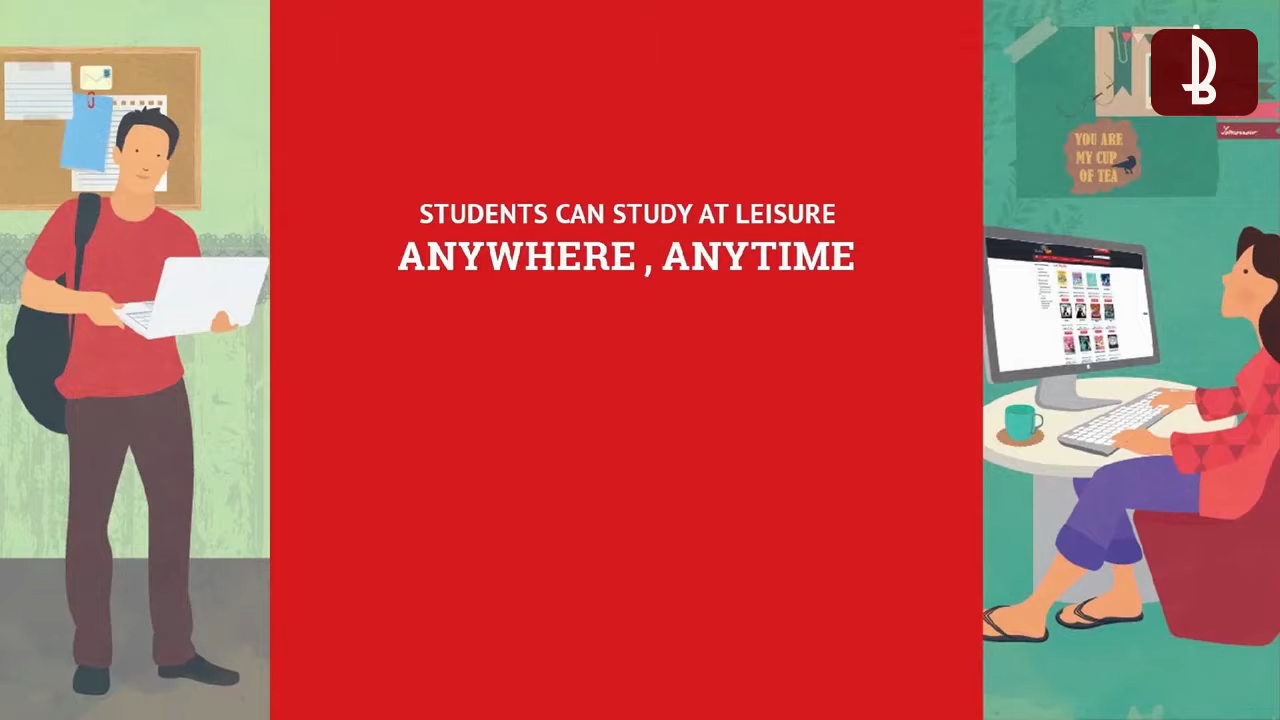 STUDENTS CAN STUDY AT LEISURE
ANYWHERE , ANYTIME
YOU ARE
MY CUP
OF TEA